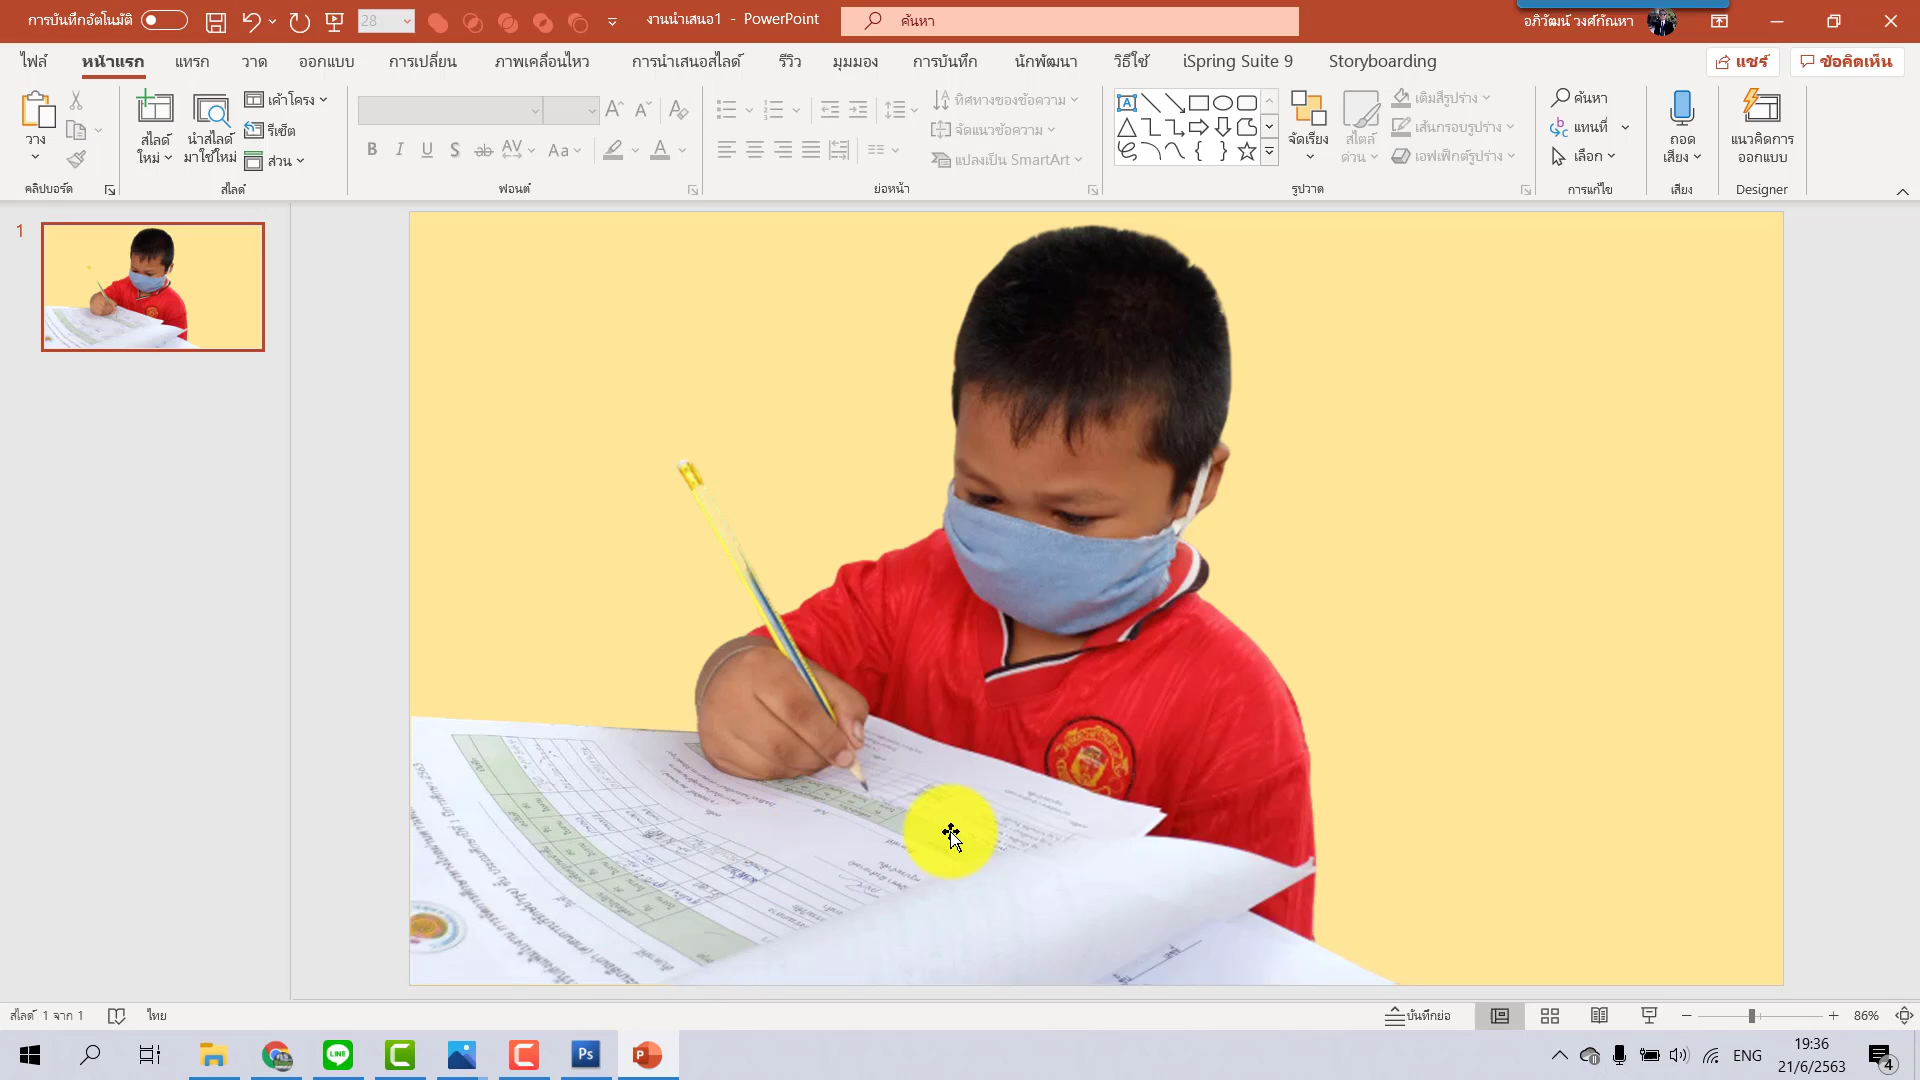 การบันทึกอัตโนมัติ
28
งานนำเสนอ1 - PowerPoint
ค้นหา
อภิวัฒน์ วงศ์กัณหา
ไฟล์ หน้าแรก แทรก วาด ออกแบบ การเปลี่ยน ภาพเคลื่อนไหว การนำเสนอสไลด์ รีวิว มุมมอง การบันทึก นักพัฒนา วิธีใช้ iSpring Suite 9 Storyboarding
แชร์ ข้อคิดเห็น
วาง
คลิปบอร์ด
สไลด์
ใหม่
นำสไลด์
มาใช้ใหม่
เค้าโครง
รีเซ็ต
ส่วน
สไลด์
B I U S ab AV Aa A
ฟอนต์
ทิศทางของข้อความ
จัดแนวข้อความ
แปลงเป็น SmartArt
ย่อหน้า
จัดเรียง
สไตล์
ด่วน
เติมสีรูปร่าง
เส้นกรอบรูปร่าง
เอฟเฟ็กต์รูปร่าง
รูปวาด
ค้นหา
แทนที่
เลือก
การแก้ไข
ถอด
เสียง
เสียง
แนวคิดการ
ออกแบบ
Designer
1
สไลด์ 1 จาก 1
ไทย
บันทึกย่อ
86%
LINE
Ps
ENG
19:36
21/6/2563
4